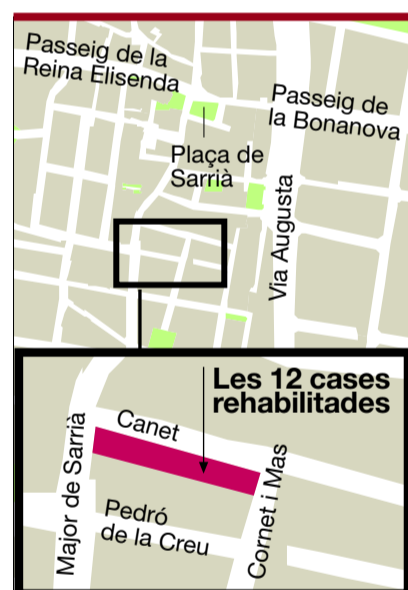 Passeig de la
Reina Elisenda
Passeig de
la Bonanova
Plaça de
Sarrià
Via Augusta
Les 12 cases
rehabilitades
Canet
Major de Sarrià
Pedró
de la Creu
Cornet i Mas